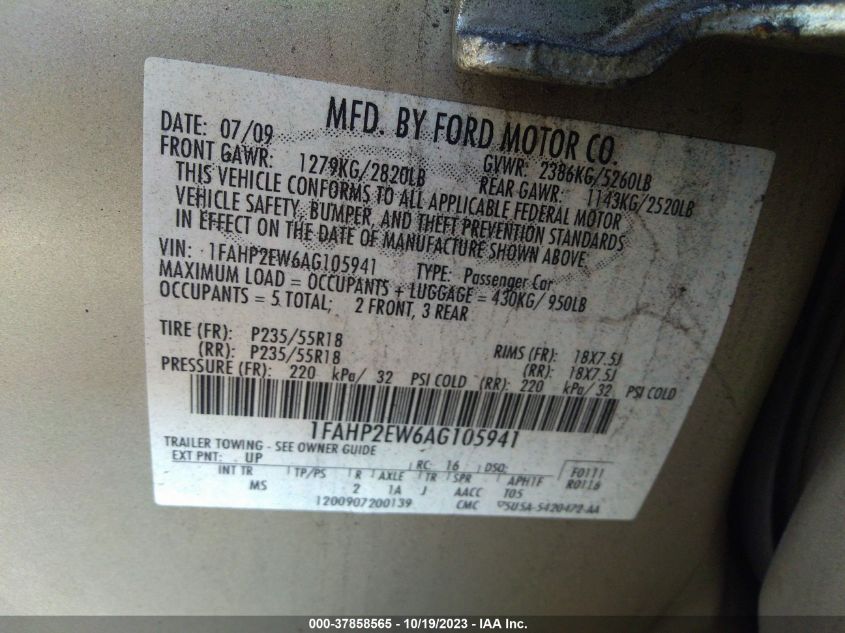 MFD. BY FORD MOTOR CO.
DATE: 07/09 GVWR: 2386KG/5260LB
FRONT GAWR: 1279KG/2820LB REAR GAWR: 1143KG/2520LB
THIS VEHICLE CONFORMS TO ALL APPLICABLE FEDERAL MOTOR
VEHICLE SAFETY, BUMPER, AND THEFT PREVENTION STANDARDS
IN EFFECT ON THE DATE OF MANUFACTURE SHOWN ABOVE.
VIN: 1FAHP2EW6AG105941 TYPE: Passenger Car
MAXIMUM LOAD = OCCUPANTS + LUGGAGE = 430KG/950LB
OCCUPANTS = 5 TOTAL; 2 FRONT, 3 REAR
TIRE (FR): P235/55R18 RIMS (FR): 18X7.5J
(RR): P235/55R18 (RR): 18X7.5J
PRESSURE (FR): 220 kPa/ 32 PSI COLD (RR): 220 kPa/ 32 PSI COLD
1FAHP2EW6AG105941
TRAILER TOWING - SEE OWNER GUIDE
EXT PNT: UP RC: 16 DSO: F0111
INT TR TP/PS R AXLE TR SPR APHTF R0116
MS 2 1A J AACC T05
1200907200139 CMC 5U5A-5420472-AA
000-37858565 - 10/19/2023 - IAA Inc.